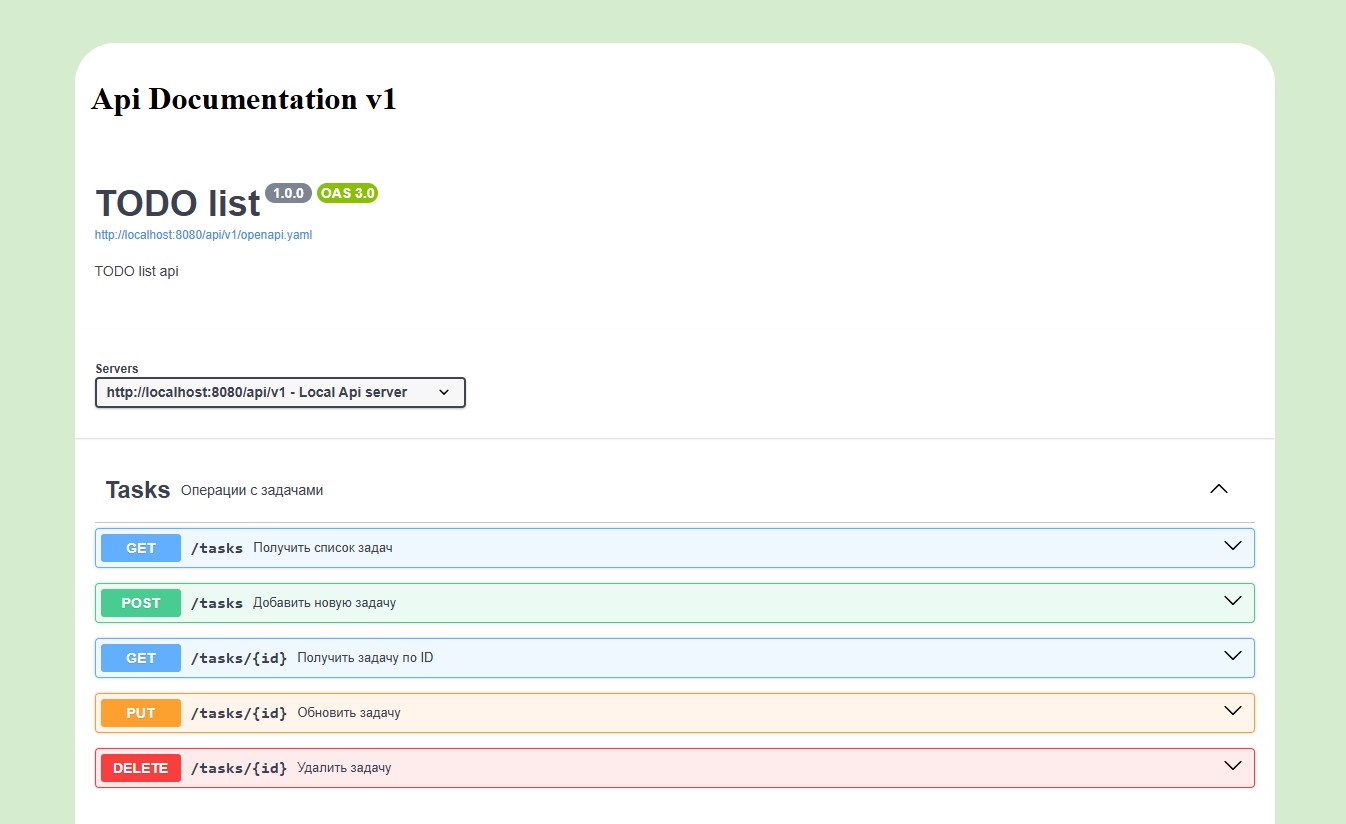 Api Documentation v1
TODO list 1.0.0 OAS 3.0
http://localhost:8080/api/v1/openapi.yaml
TODO list api
Servers
http://localhost:8080/api/v1 - Local Api server
Tasks Операции с задачами
GET /tasks Получить список задач
POST /tasks Добавить новую задачу
GET /tasks/{id} Получить задачу по ID
PUT /tasks/{id} Обновить задачу
DELETE /tasks/{id} Удалить задачу